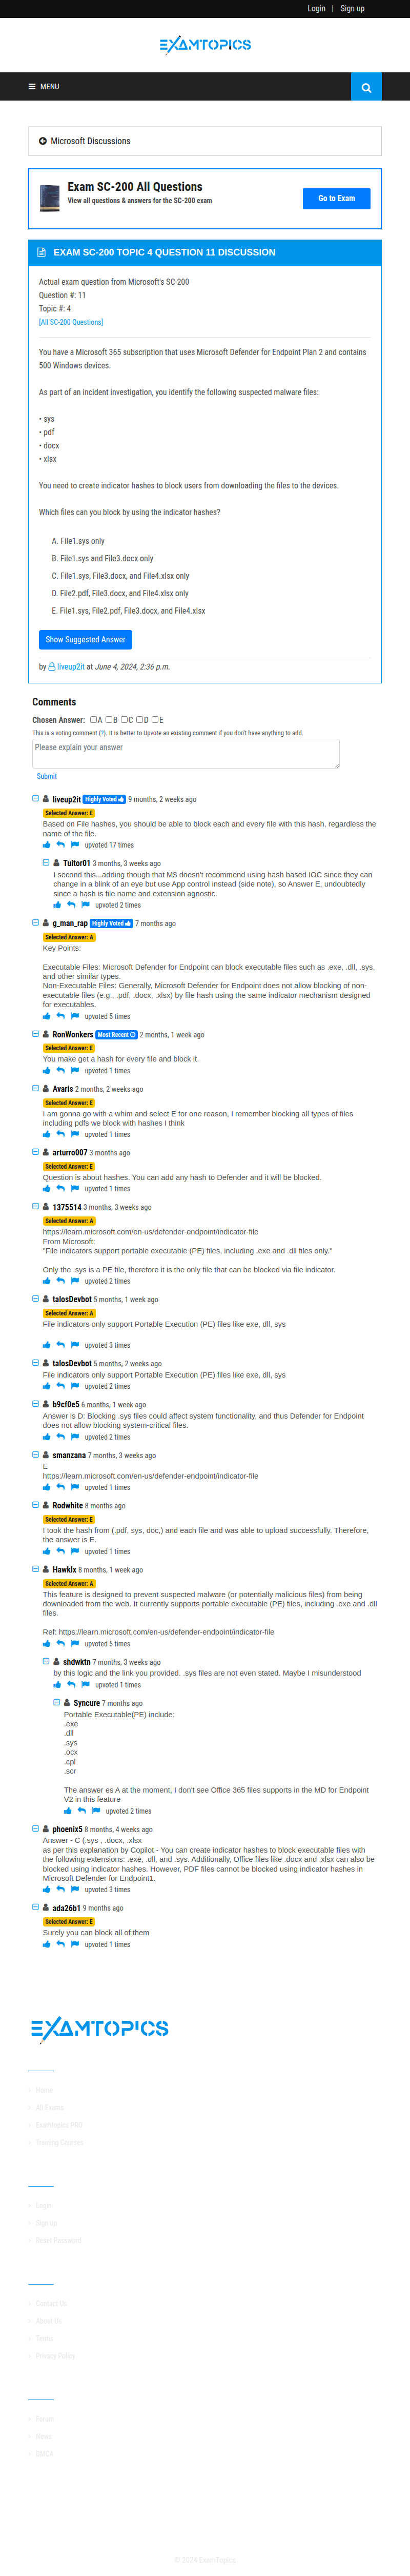 Login | Sign up
EXAMTOPICS
MENU
Microsoft Discussions
Exam SC-200 All Questions
View all questions & answers for the SC-200 exam
Go to Exam
EXAM SC-200 TOPIC 4 QUESTION 11 DISCUSSION
Actual exam question from Microsoft's SC-200
Question #: 11
Topic #: 4
[All SC-200 Questions]
You have a Microsoft 365 subscription that uses Microsoft Defender for Endpoint Plan 2 and contains
500 Windows devices.
As part of an incident investigation, you identify the following suspected malware files:
• sys
• pdf
• docx
• xlsx
You need to create indicator hashes to block users from downloading the files to the devices.
Which files can you block by using the indicator hashes?
A. File1.sys only
B. File1.sys and File3.docx only
C. File1.sys, File3.docx, and File4.xlsx only
D. File2.pdf, File3.docx, and File4.xlsx only
E. File1.sys, File2.pdf, File3.docx, and File4.xlsx
Show Suggested Answer
by liveup2it at June 4, 2024, 2:36 p.m.
Comments
Chosen Answer: A B C D E
This is a voting comment (?). It is better to Upvote an existing comment if you don't have anything to add.
Please explain your answer
Submit
liveup2it Highly Voted 9 months, 2 weeks ago
Selected Answer: E
Based on File hashes, you should be able to block each and every file with this hash, regardless the
name of the file.
upvoted 17 times
Tuitor01 3 months, 3 weeks ago
I second this...adding though that M$ doesn't recommend using hash based IOC since they can
change in a blink of an eye but use App control instead (side note), so Answer E, undoubtedly
since a hash is file name and extension agnostic.
upvoted 2 times
g_man_rap Highly Voted 7 months ago
Selected Answer: A
Key Points:
Executable Files: Microsoft Defender for Endpoint can block executable files such as .exe, .dll, .sys,
and other similar types.
Non-Executable Files: Generally, Microsoft Defender for Endpoint does not allow blocking of non-
executable files (e.g., .pdf, .docx, .xlsx) by file hash using the same indicator mechanism designed
for executables.
upvoted 5 times
RonWonkers Most Recent 2 months, 1 week ago
Selected Answer: E
You make get a hash for every file and block it.
upvoted 1 times
Avaris 2 months, 2 weeks ago
Selected Answer: E
I am gonna go with a whim and select E for one reason, I remember blocking all types of files
including pdfs we block with hashes I think
upvoted 1 times
arturro007 3 months ago
Selected Answer: E
Question is about hashes. You can add any hash to Defender and it will be blocked.
upvoted 1 times
1375514 3 months, 3 weeks ago
Selected Answer: A
https://learn.microsoft.com/en-us/defender-endpoint/indicator-file
From Microsoft:
"File indicators support portable executable (PE) files, including .exe and .dll files only."
Only the .sys is a PE file, therefore it is the only file that can be blocked via file indicator.
upvoted 2 times
talosDevbot 5 months, 1 week ago
Selected Answer: A
File indicators only support Portable Execution (PE) files like exe, dll, sys
upvoted 3 times
talosDevbot 5 months, 2 weeks ago
File indicators only support Portable Execution (PE) files like exe, dll, sys
upvoted 2 times
b9cf0e5 6 months, 1 week ago
Answer is D: Blocking .sys files could affect system functionality, and thus Defender for Endpoint
does not allow blocking system-critical files.
upvoted 2 times
smanzana 7 months, 3 weeks ago
E
https://learn.microsoft.com/en-us/defender-endpoint/indicator-file
upvoted 1 times
Rodwhite 8 months ago
Selected Answer: E
I took the hash from (.pdf, sys, doc,) and each file and was able to upload successfully. Therefore,
the answer is E.
upvoted 1 times
Hawklx 8 months, 1 week ago
Selected Answer: A
This feature is designed to prevent suspected malware (or potentially malicious files) from being
downloaded from the web. It currently supports portable executable (PE) files, including .exe and .dll
files.
Ref: https://learn.microsoft.com/en-us/defender-endpoint/indicator-file
upvoted 5 times
shdwktn 7 months, 3 weeks ago
by this logic and the link you provided. .sys files are not even stated. Maybe I misunderstood
upvoted 1 times
Syncure 7 months ago
Portable Executable(PE) include:
.exe
.dll
.sys
.ocx
.cpl
.scr
The answer es A at the moment, I don't see Office 365 files supports in the MD for Endpoint
V2 in this feature
upvoted 2 times
phoenix5 8 months, 4 weeks ago
Answer - C (.sys , .docx, .xlsx
as per this explanation by Copilot - You can create indicator hashes to block executable files with
the following extensions: .exe, .dll, and .sys. Additionally, Office files like .docx and .xlsx can also be
blocked using indicator hashes. However, PDF files cannot be blocked using indicator hashes in
Microsoft Defender for Endpoint1.
upvoted 3 times
ada26b1 9 months ago
Selected Answer: E
Surely you can block all of them
upvoted 1 times
EXAMTOPICS
Home
All Exams
Examtopics PRO
Training Courses
Login
Sign up
Reset Password
Contact Us
About Us
Terms
Privacy Policy
Forum
News
DMCA
© 2024 ExamTopics